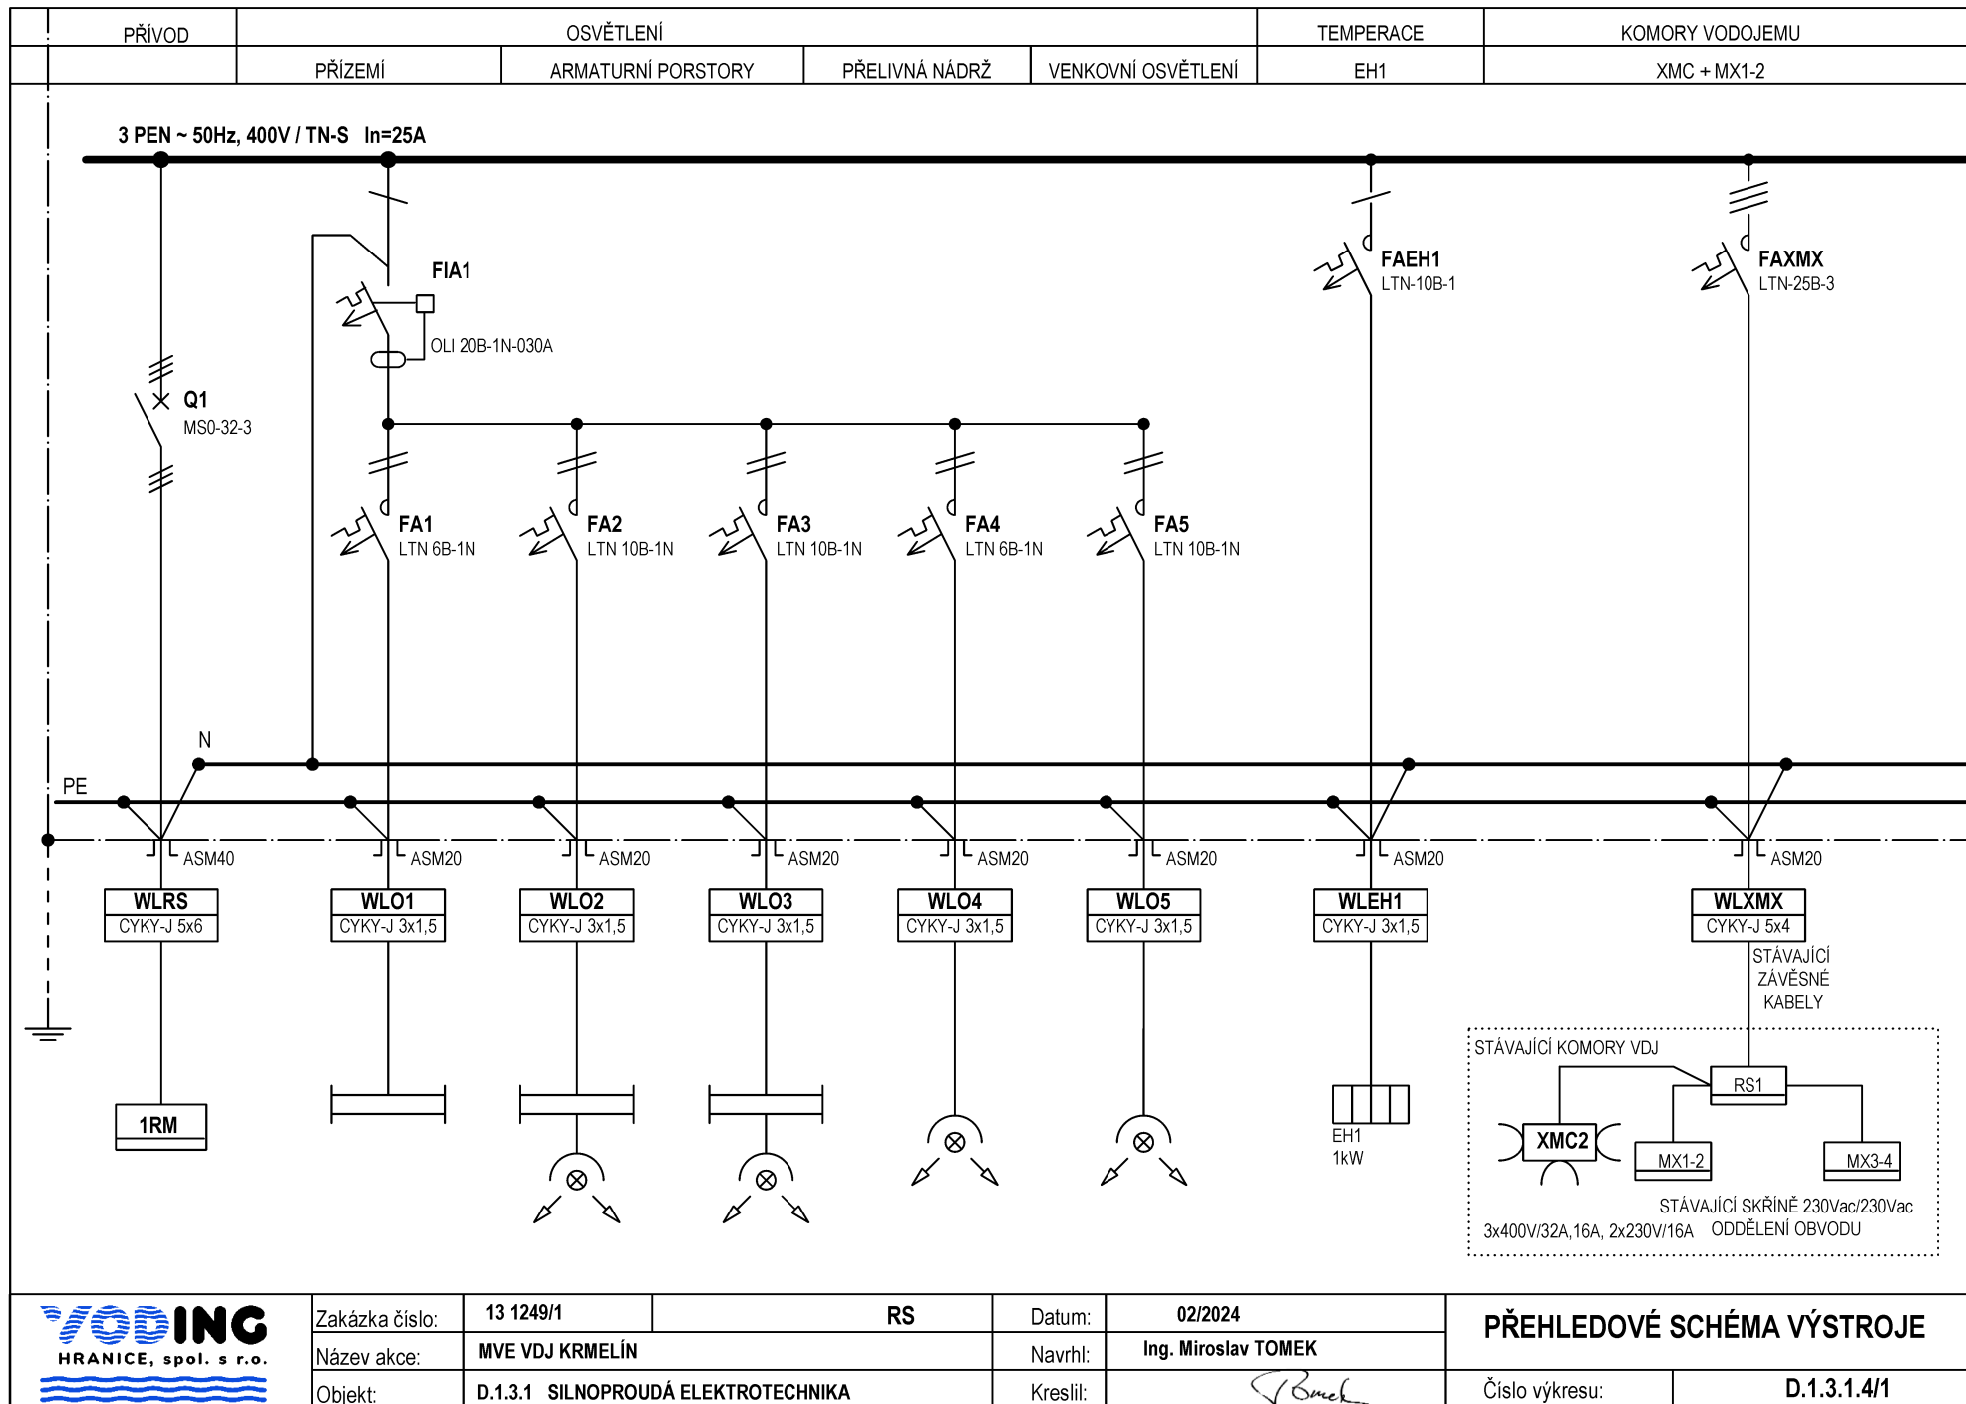 PŘÍVOD OSVĚTLENÍ TEMPERACE KOMORY VODOJEMU
PŘÍZEMÍ ARMATURNÍ PORSTORY PŘELIVNÁ NÁDRŽ VENKOVNÍ OSVĚTLENÍ EH1 XMC + MX1-2
3 PEN ~ 50Hz, 400V / TN-S In=25A
FIA1
OLI 20B-1N-030A
FAEH1
LTN-10B-1
FAXMX
LTN-25B-3
Q1
MS0-32-3
FA1
LTN 6B-1N
FA2
LTN 10B-1N
FA3
LTN 10B-1N
FA4
LTN 6B-1N
FA5
LTN 10B-1N
N
PE
ASM40 ASM20 ASM20 ASM20 ASM20 ASM20 ASM20 ASM20
WLRS
CYKY-J 5x6
WLO1
CYKY-J 3x1,5
WLO2
CYKY-J 3x1,5
WLO3
CYKY-J 3x1,5
WLO4
CYKY-J 3x1,5
WLO5
CYKY-J 3x1,5
WLEH1
CYKY-J 3x1,5
WLXMX
CYKY-J 5x4
STÁVAJÍCÍ
ZÁVĚSNÉ
KABELY
1RM
EH1
1kW
STÁVAJÍCÍ KOMORY VDJ
RS1
XMC2
MX1-2
MX3-4
STÁVAJÍCÍ SKŘÍNĚ 230Vac/230Vac
3x400V/32A,16A, 2x230V/16A ODDĚLENÍ OBVODU
VODING
HRANICE, spol. s r.o.
Zakázka číslo: 13 1249/1 RS
Název akce: MVE VDJ KRMELÍN
Objekt: D.1.3.1 SILNOPROUDÁ ELEKTROTECHNIKA
Datum: 02/2024
Navrhl: Ing. Miroslav TOMEK
Kreslil:
PŘEHLEDOVÉ SCHÉMA VÝSTROJE
Číslo výkresu: D.1.3.1.4/1